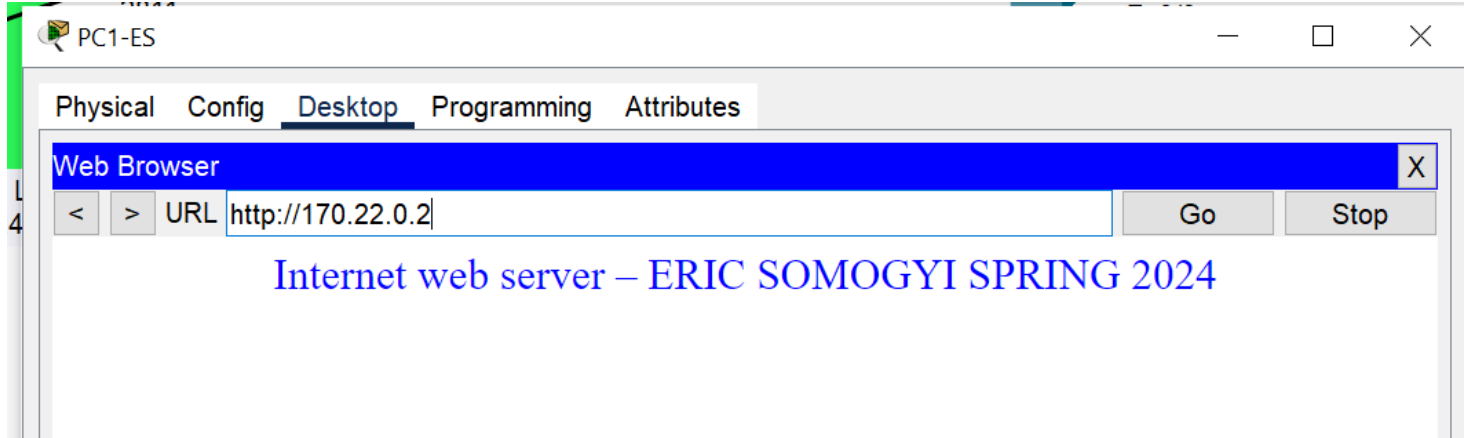 PC1-ES
Physical Config Desktop Programming Attributes
Web Browser X
< > URL http://170.22.0.2 Go Stop
Internet web server – ERIC SOMOGYI SPRING 2024
L
4